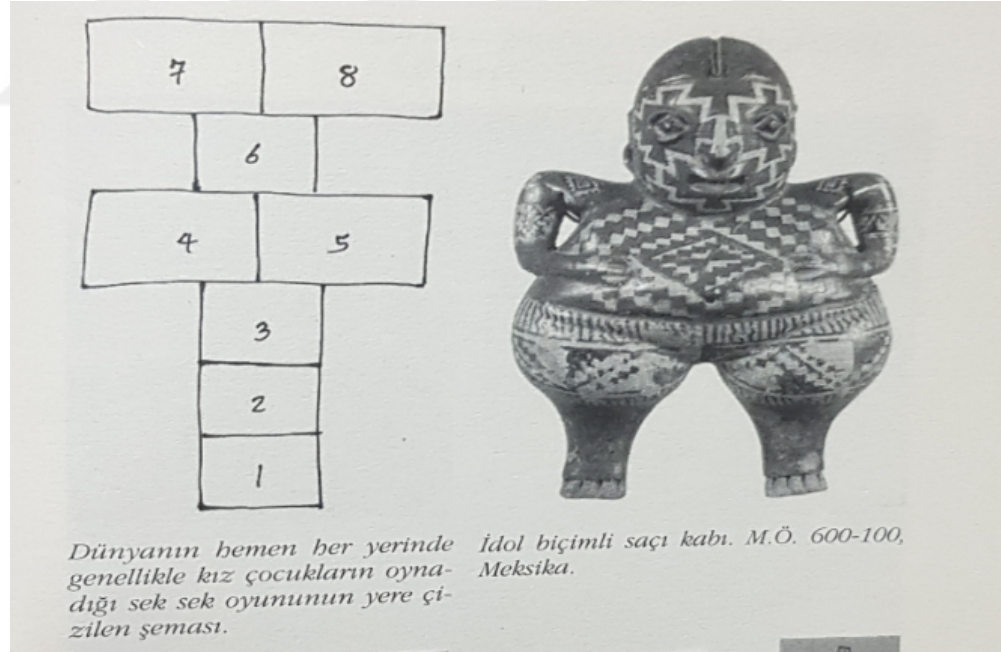 7 8
6
4 5
3
2
1
Dünyanın hemen her yerinde
genellikle kız çocukların oyna-
dığı sek sek oyununun yere çi-
zilen şeması.
İdol biçimli saçı kabı. M.Ö. 600-100,
Meksika.